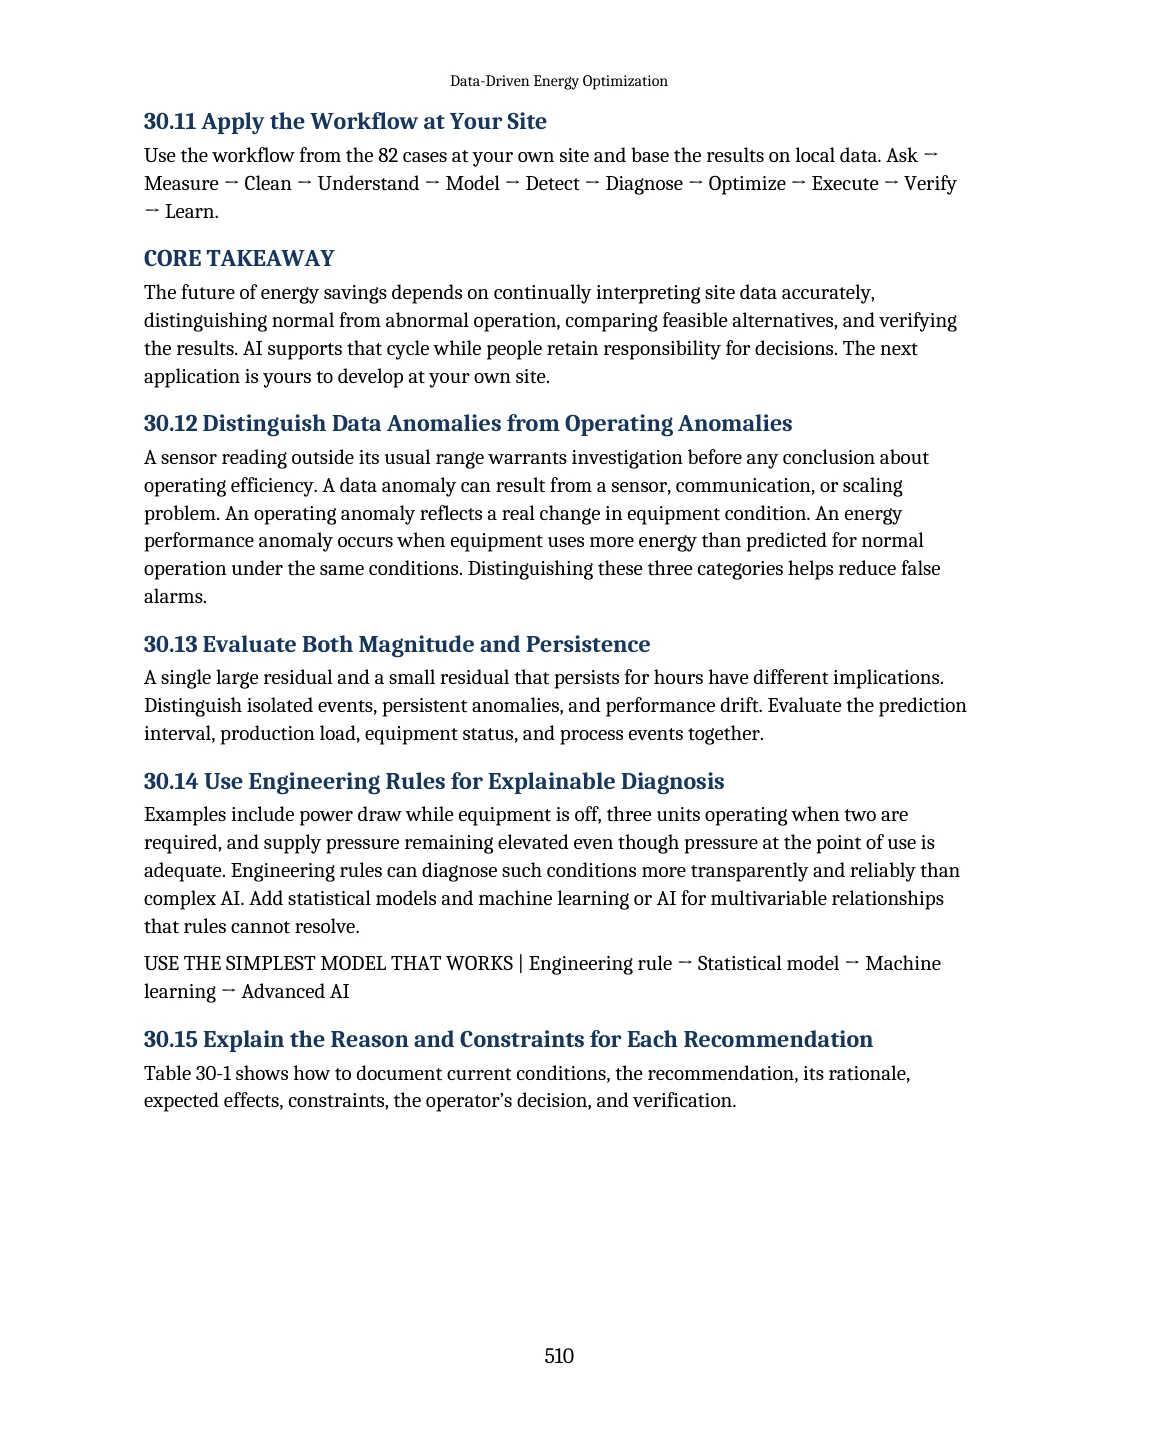 Data-Driven Energy Optimization
30.11 Apply the Workflow at Your Site
Use the workflow from the 82 cases at your own site and base the results on local data. Ask →
Measure → Clean → Understand → Model → Detect → Diagnose → Optimize → Execute → Verify
→ Learn.
CORE TAKEAWAY
The future of energy savings depends on continually interpreting site data accurately,
distinguishing normal from abnormal operation, comparing feasible alternatives, and verifying
the results. AI supports that cycle while people retain responsibility for decisions. The next
application is yours to develop at your own site.
30.12 Distinguish Data Anomalies from Operating Anomalies
A sensor reading outside its usual range warrants investigation before any conclusion about
operating efficiency. A data anomaly can result from a sensor, communication, or scaling
problem. An operating anomaly reflects a real change in equipment condition. An energy
performance anomaly occurs when equipment uses more energy than predicted for normal
operation under the same conditions. Distinguishing these three categories helps reduce false
alarms.
30.13 Evaluate Both Magnitude and Persistence
A single large residual and a small residual that persists for hours have different implications.
Distinguish isolated events, persistent anomalies, and performance drift. Evaluate the prediction
interval, production load, equipment status, and process events together.
30.14 Use Engineering Rules for Explainable Diagnosis
Examples include power draw while equipment is off, three units operating when two are
required, and supply pressure remaining elevated even though pressure at the point of use is
adequate. Engineering rules can diagnose such conditions more transparently and reliably than
complex AI. Add statistical models and machine learning or AI for multivariable relationships
that rules cannot resolve.
USE THE SIMPLEST MODEL THAT WORKS | Engineering rule → Statistical model → Machine
learning → Advanced AI
30.15 Explain the Reason and Constraints for Each Recommendation
Table 30-1 shows how to document current conditions, the recommendation, its rationale,
expected effects, constraints, the operator’s decision, and verification.
510